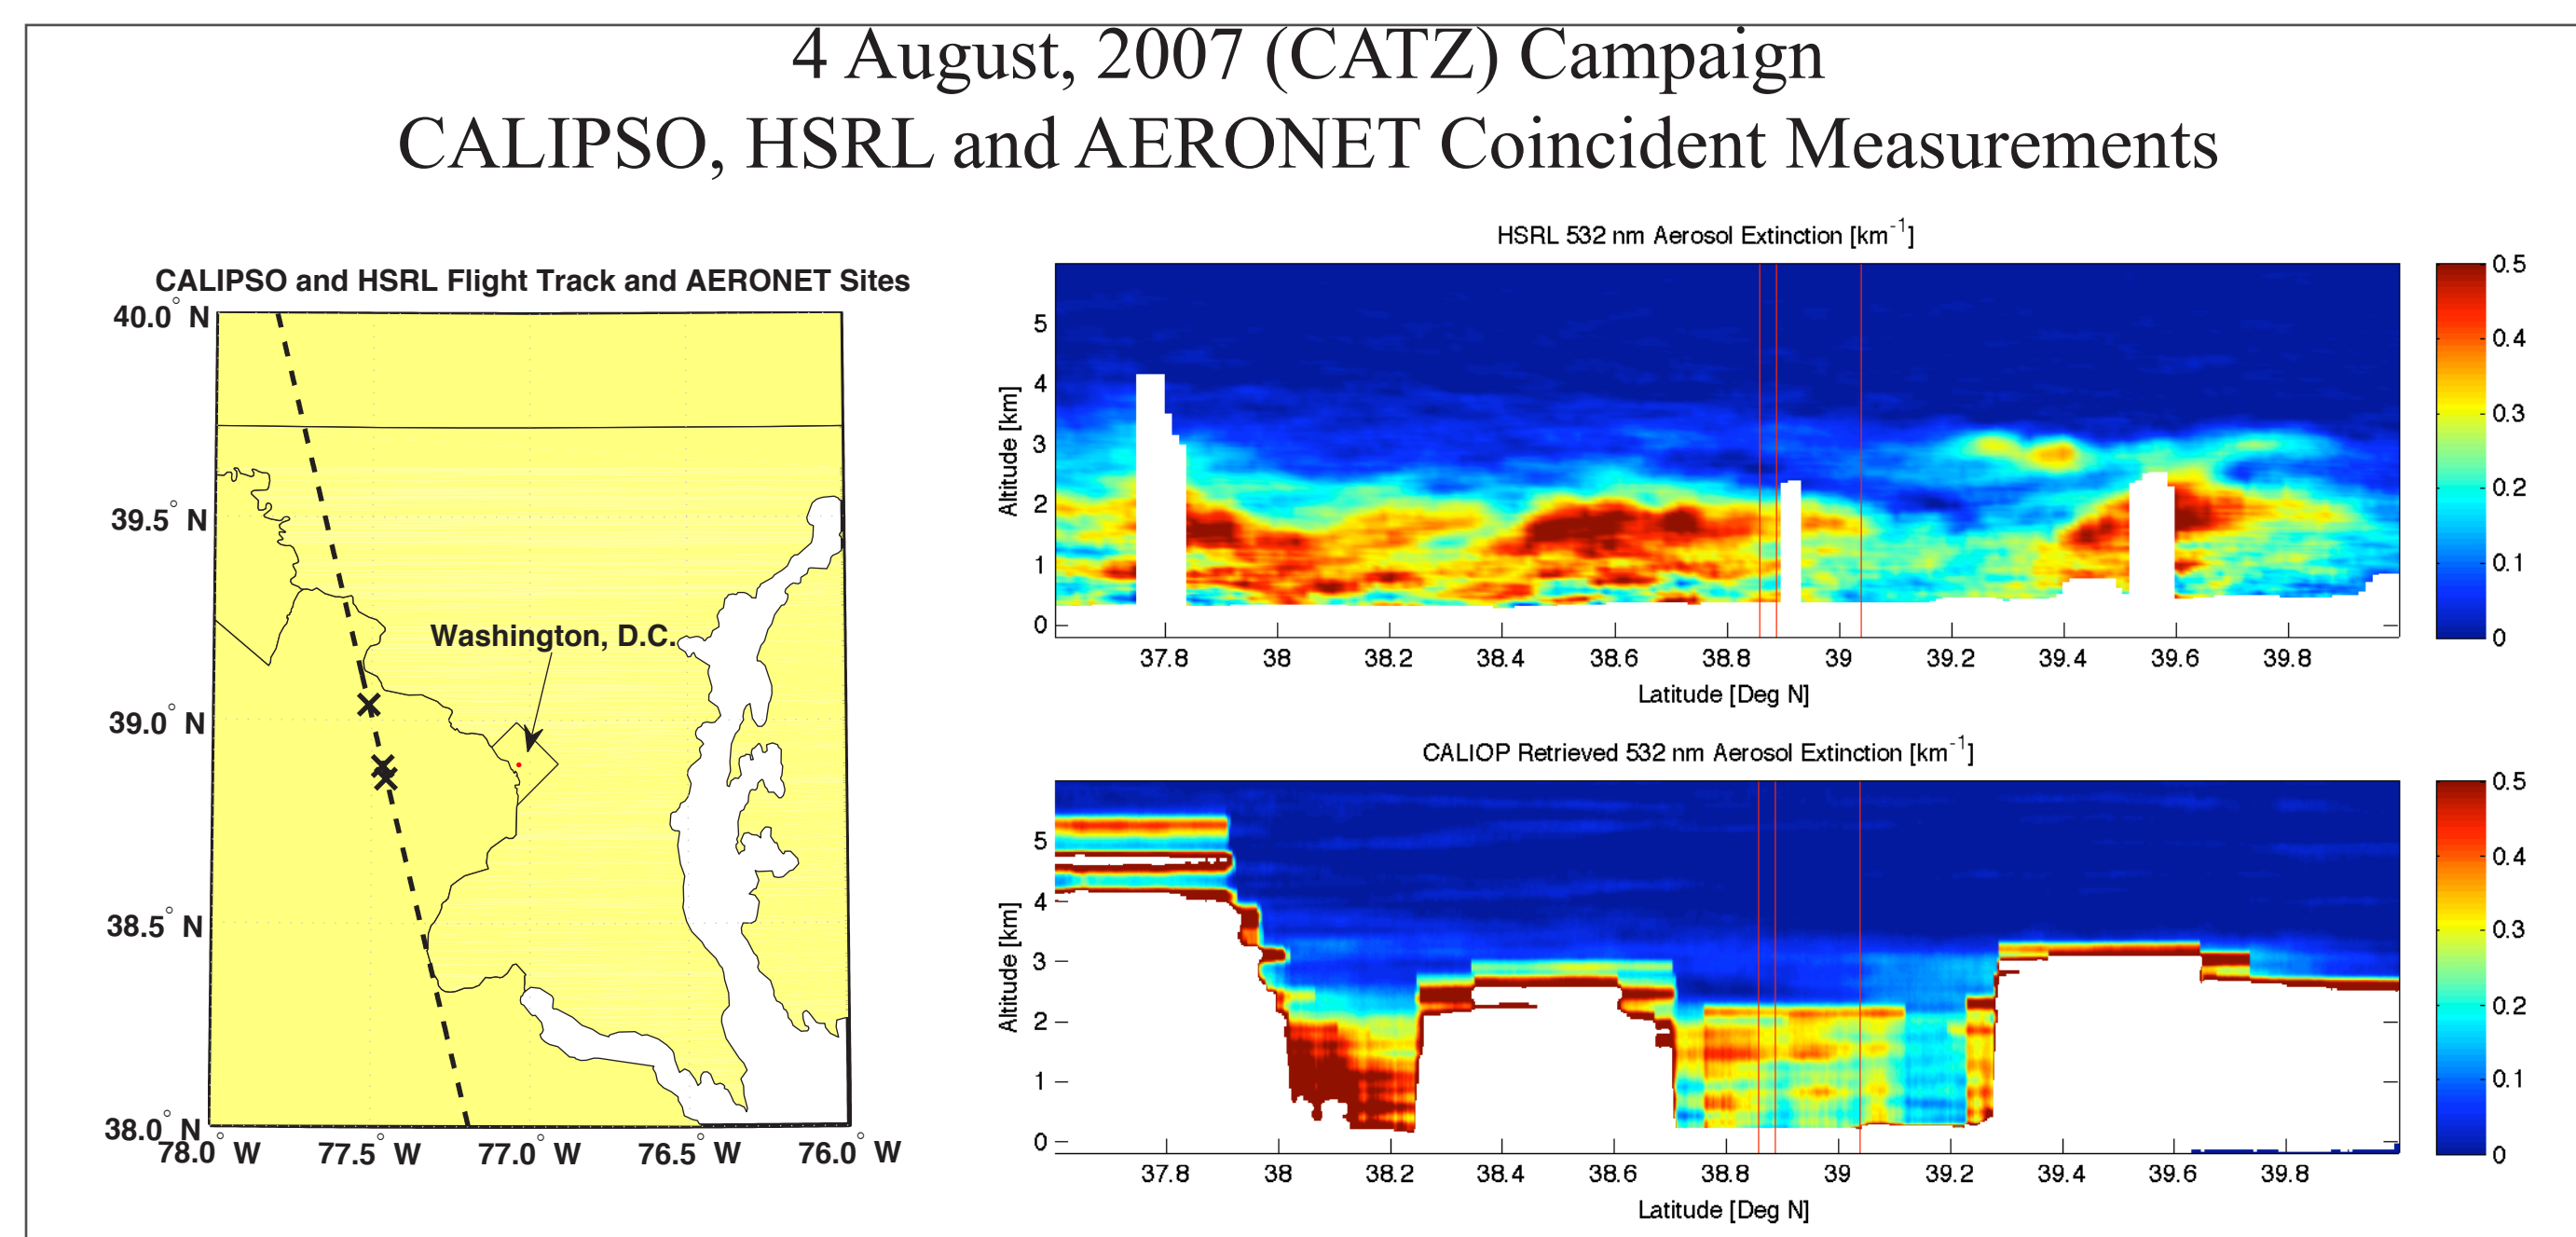 4 August, 2007 (CATZ) Campaign
CALIPSO, HSRL and AERONET Coincident Measurements
CALIPSO and HSRL Flight Track and AERONET Sites
40.0° N
39.5° N
39.0° N
38.5° N
38.0° N
78.0° W 77.5° W 77.0° W 76.5° W 76.0° W
Washington, D.C.
HSRL 532 nm Aerosol Extinction [km⁻¹]
Altitude [km]
5
4
3
2
1
0
37.8 38 38.2 38.4 38.6 38.8 39 39.2 39.4 39.6 39.8
Latitude [Deg N]
0.5
0.4
0.3
0.2
0.1
0
CALIOP Retrieved 532 nm Aerosol Extinction [km⁻¹]
Altitude [km]
5
4
3
2
1
0
37.8 38 38.2 38.4 38.6 38.8 39 39.2 39.4 39.6 39.8
Latitude [Deg N]
0.5
0.4
0.3
0.2
0.1
0